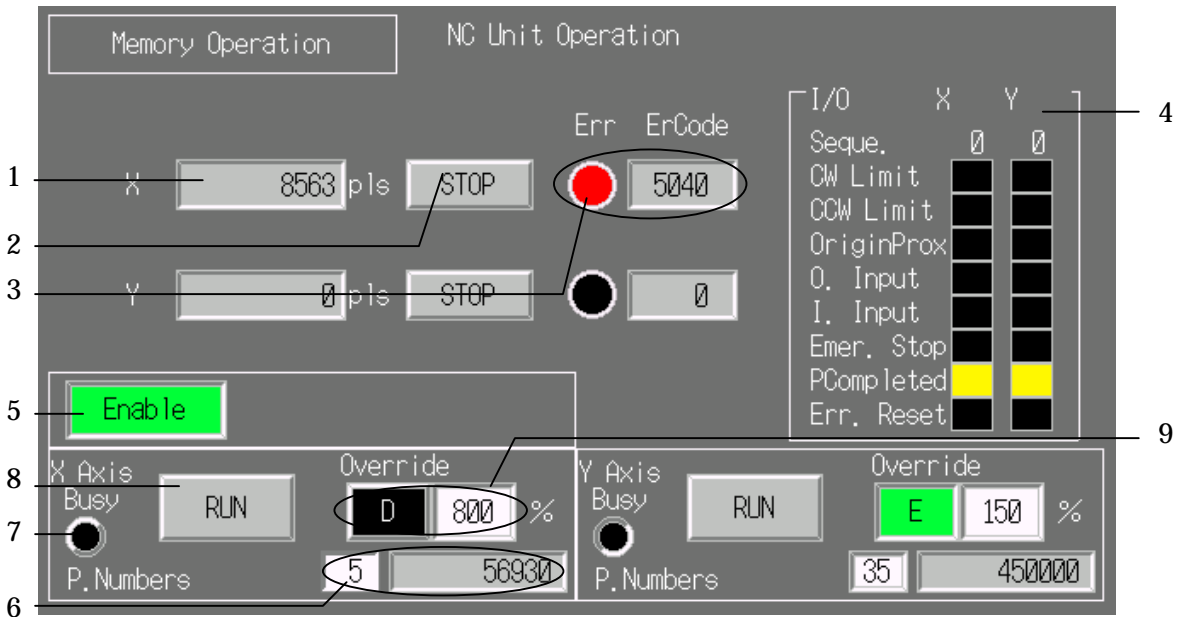 Memory Operation
NC Unit Operation
Err ErCode
1 X 8563 pls STOP 5040
2
3 Y 0 pls STOP 0
I/O X Y 4
Seque. 0 0
CW Limit
CCW Limit
OriginProx
O. Input
I. Input
Emer. Stop
PCompleted
Err. Reset
5 Enable
9
X Axis Override
8 Busy RUN D 800 %
7
P.Numbers 5 56930
6
Y Axis Override
Busy RUN E 150 %
P.Numbers 35 450000